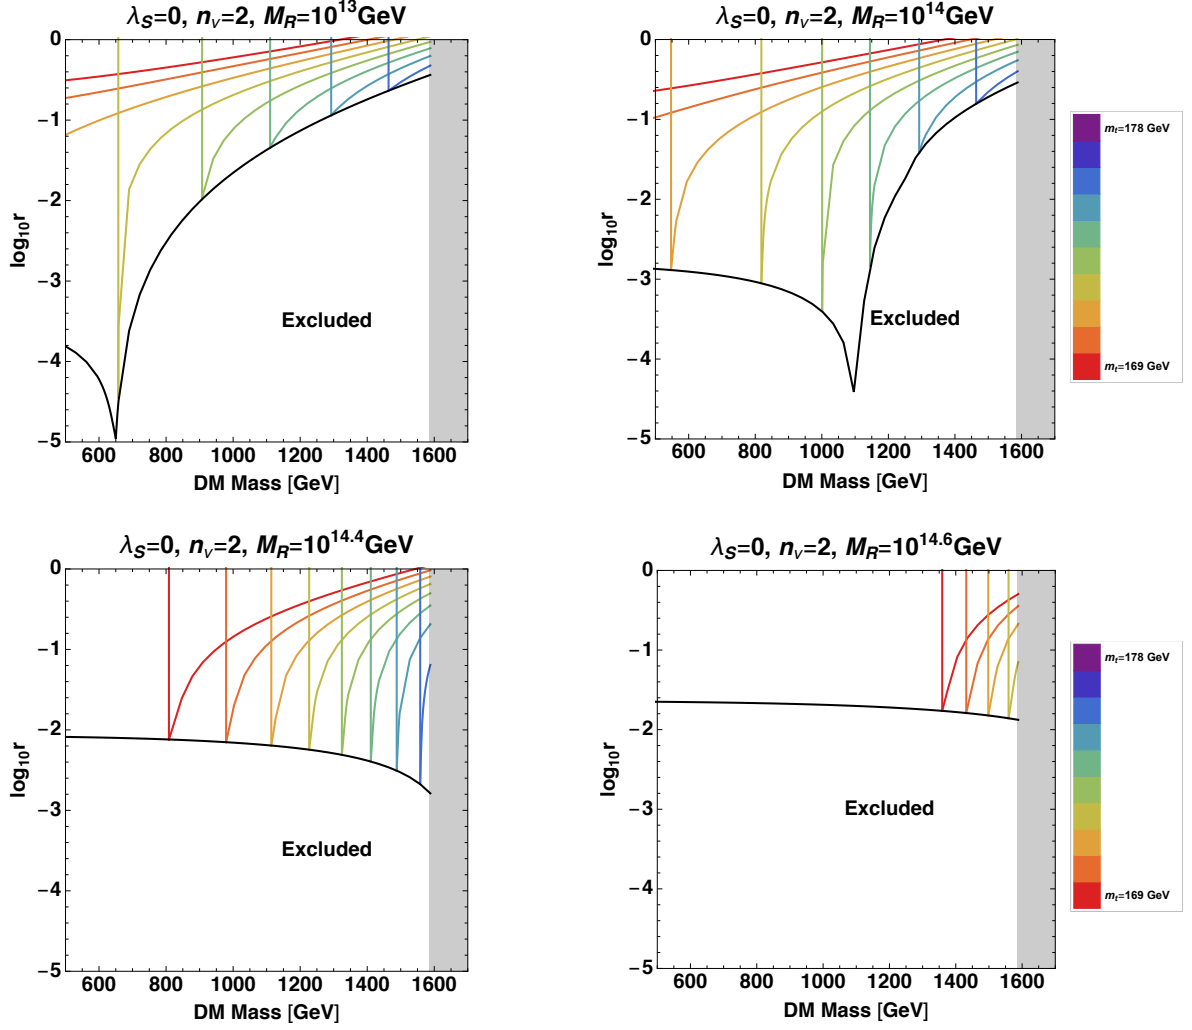 λS=0, nν=2, MR=10^13GeV
0
−1
−2
−3
−4
−5
log10r
Excluded
600 800 1000 1200 1400 1600
DM Mass [GeV]
λS=0, nν=2, MR=10^14GeV
0
−1
−2
−3
−4
−5
log10r
Excluded
600 800 1000 1200 1400 1600
DM Mass [GeV]
mt=178 GeV
mt=169 GeV
λS=0, nν=2, MR=10^14.4GeV
0
−1
−2
−3
−4
−5
log10r
Excluded
600 800 1000 1200 1400 1600
DM Mass [GeV]
λS=0, nν=2, MR=10^14.6GeV
0
−1
−2
−3
−4
−5
log10r
Excluded
600 800 1000 1200 1400 1600
DM Mass [GeV]
mt=178 GeV
mt=169 GeV